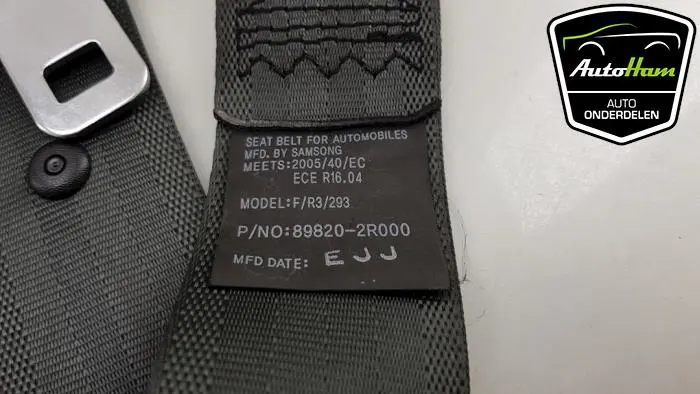 SEAT BELT FOR AUTOMOBILES
MFD. BY SAMSONG
MEETS:2005/40/EC
ECE R16.04
MODEL:F/R3/293
P/NO:89820-2R000
MFD DATE: EJJ
AutoHam
AUTO
ONDERDELEN